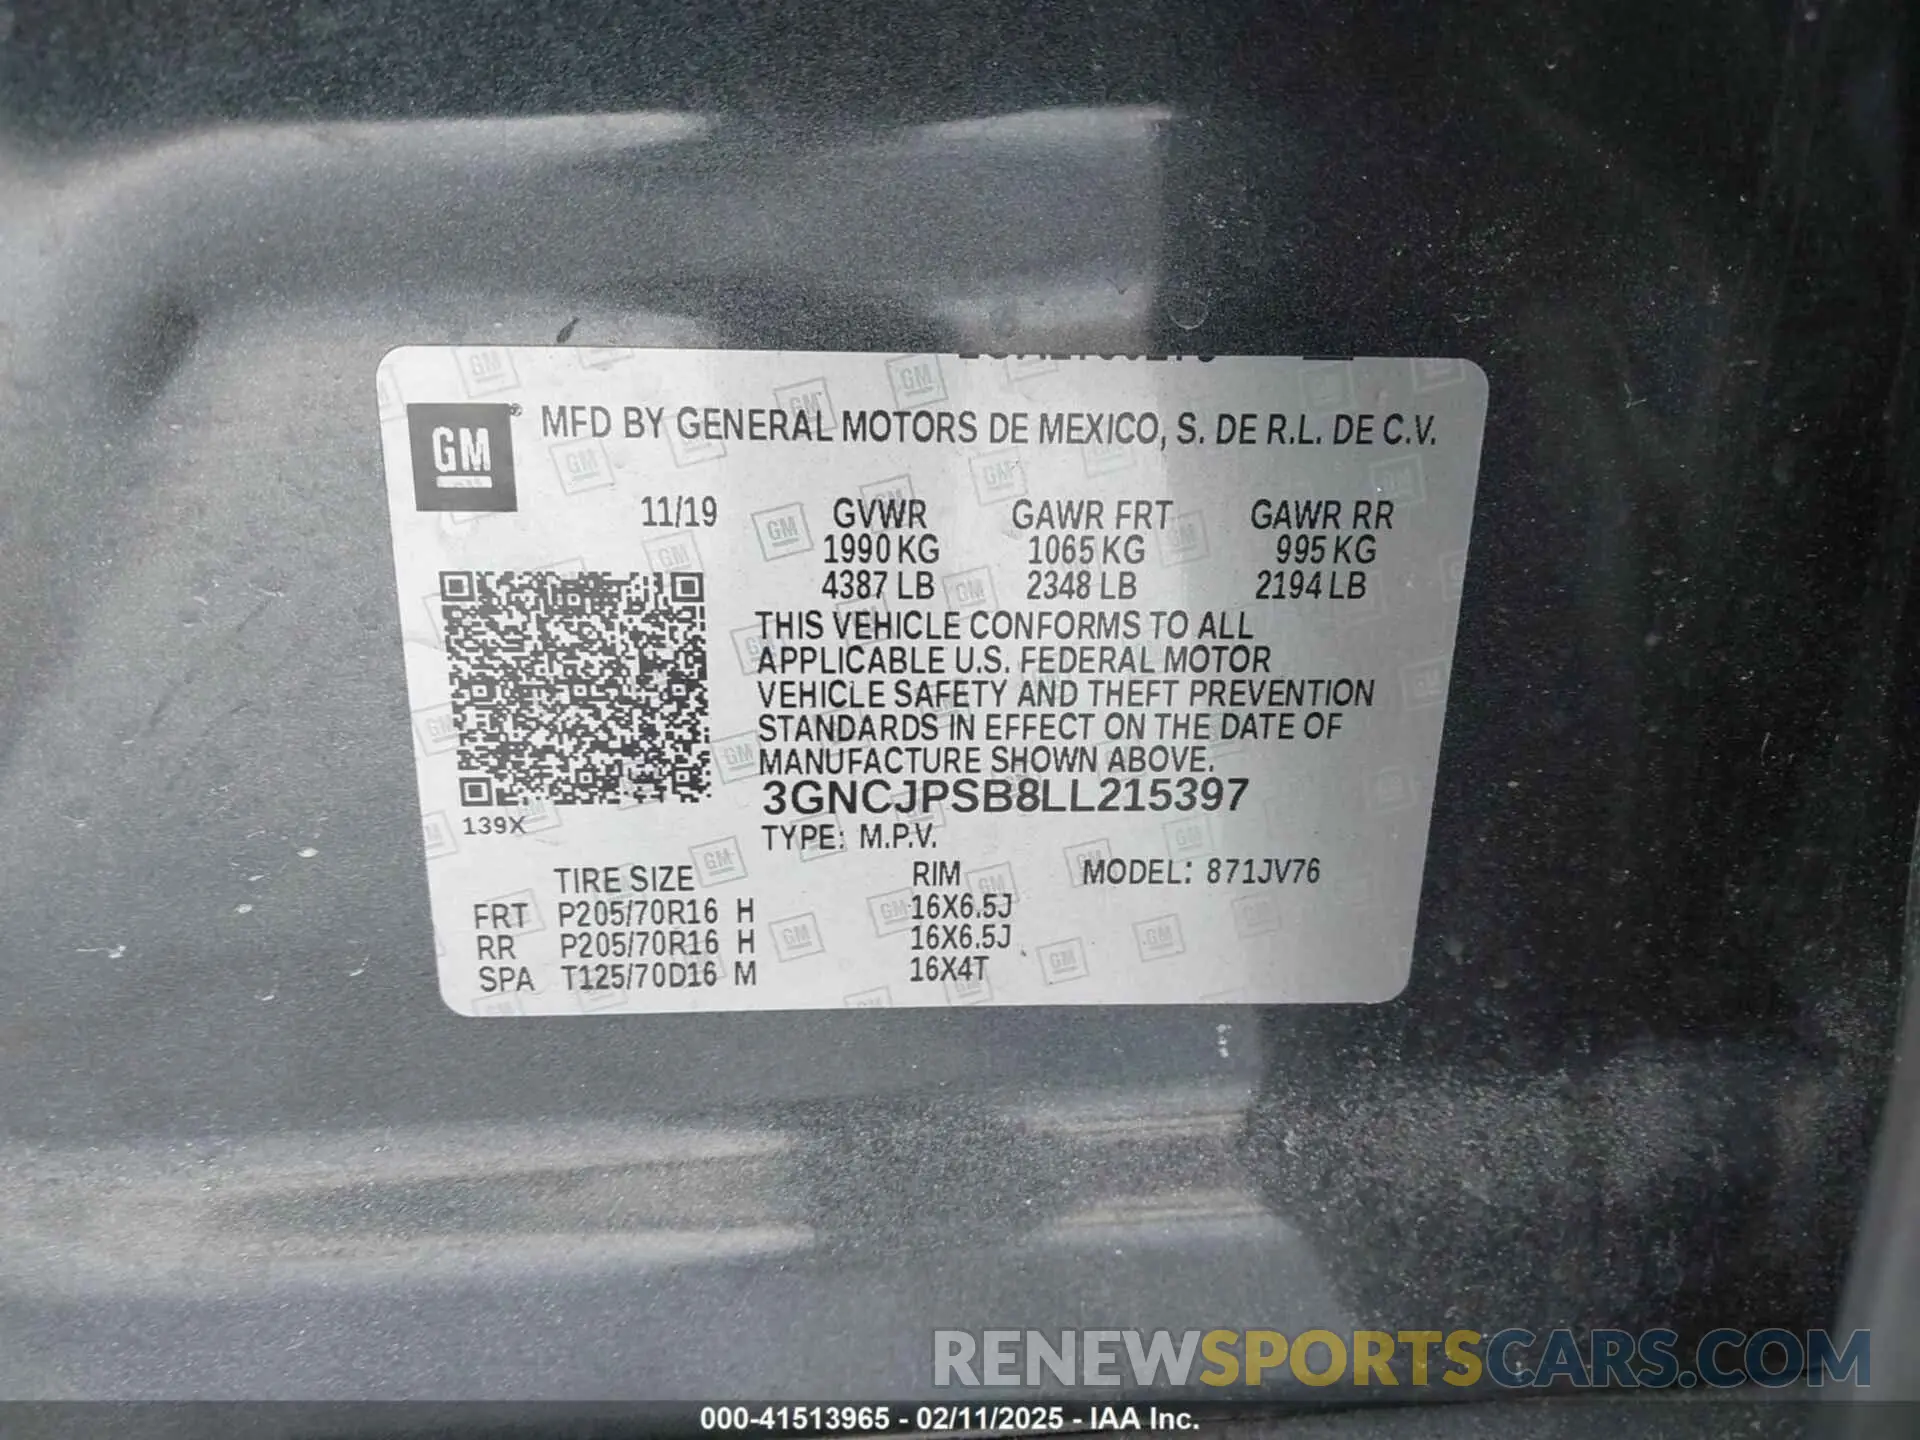 GM
® MFD BY GENERAL MOTORS DE MEXICO, S. DE R.L. DE C.V.
11/19 GVWR GAWR FRT GAWR RR
1990 KG 1065 KG 995 KG
4387 LB 2348 LB 2194 LB
THIS VEHICLE CONFORMS TO ALL
APPLICABLE U.S. FEDERAL MOTOR
VEHICLE SAFETY AND THEFT PREVENTION
STANDARDS IN EFFECT ON THE DATE OF
MANUFACTURE SHOWN ABOVE.
3GNCJPSB8LL215397
139X
TYPE: M.P.V.
TIRE SIZE RIM MODEL: 871JV76
FRT P205/70R16 H 16X6.5J
RR P205/70R16 H 16X6.5J
SPA T125/70D16 M 16X4T
RENEWSPORTSCARS.COM
000-41513965 - 02/11/2025 - IAA Inc.